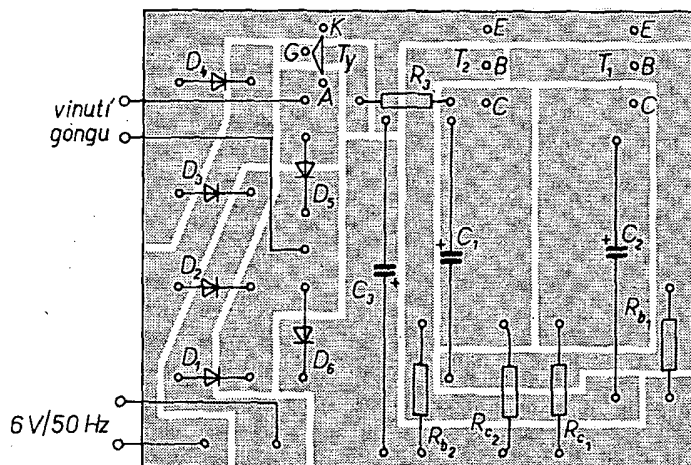 K
G
Ty
A
D4
vinutí
gongu
E
T2
B
C
E
T1
B
C
R3
D3
D5
C3
C1
C2
D2
Rb1
D1
D6
6 V/50 Hz
Rb2
Rc2
Rc1